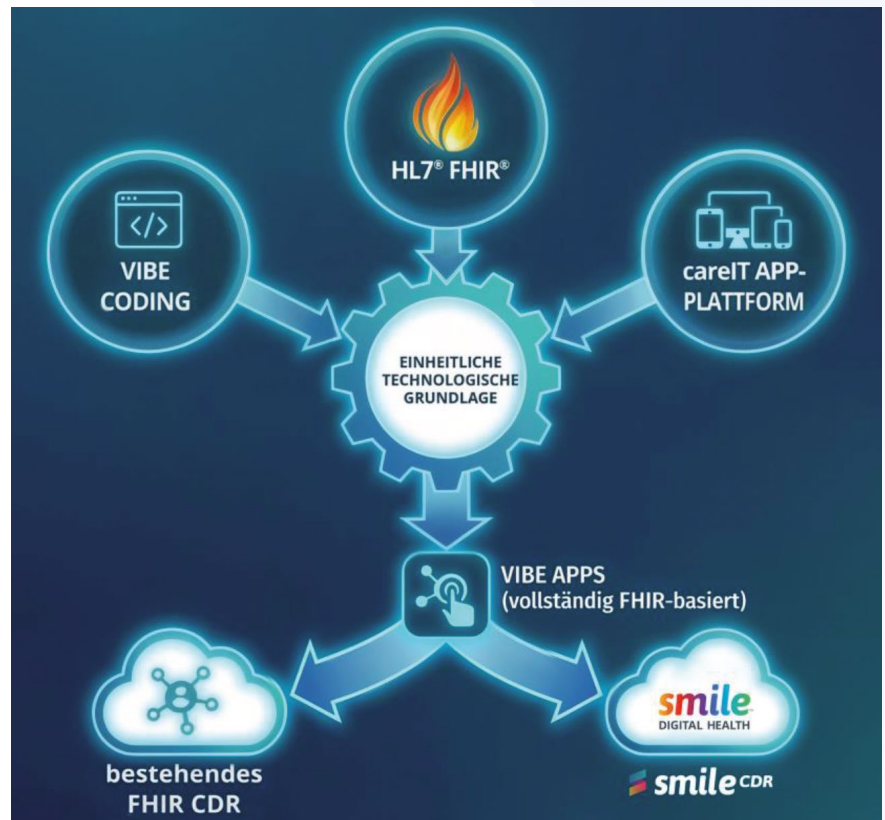 HL7® FHIR®
</>
VIBE
CODING
careIT APP-
PLATTFORM
EINHEITLICHE
TECHNOLOGISCHE
GRUNDLAGE
VIBE APPS
(vollständig FHIR-basiert)
bestehendes
FHIR CDR
smile
DIGITAL HEALTH
smile CDR